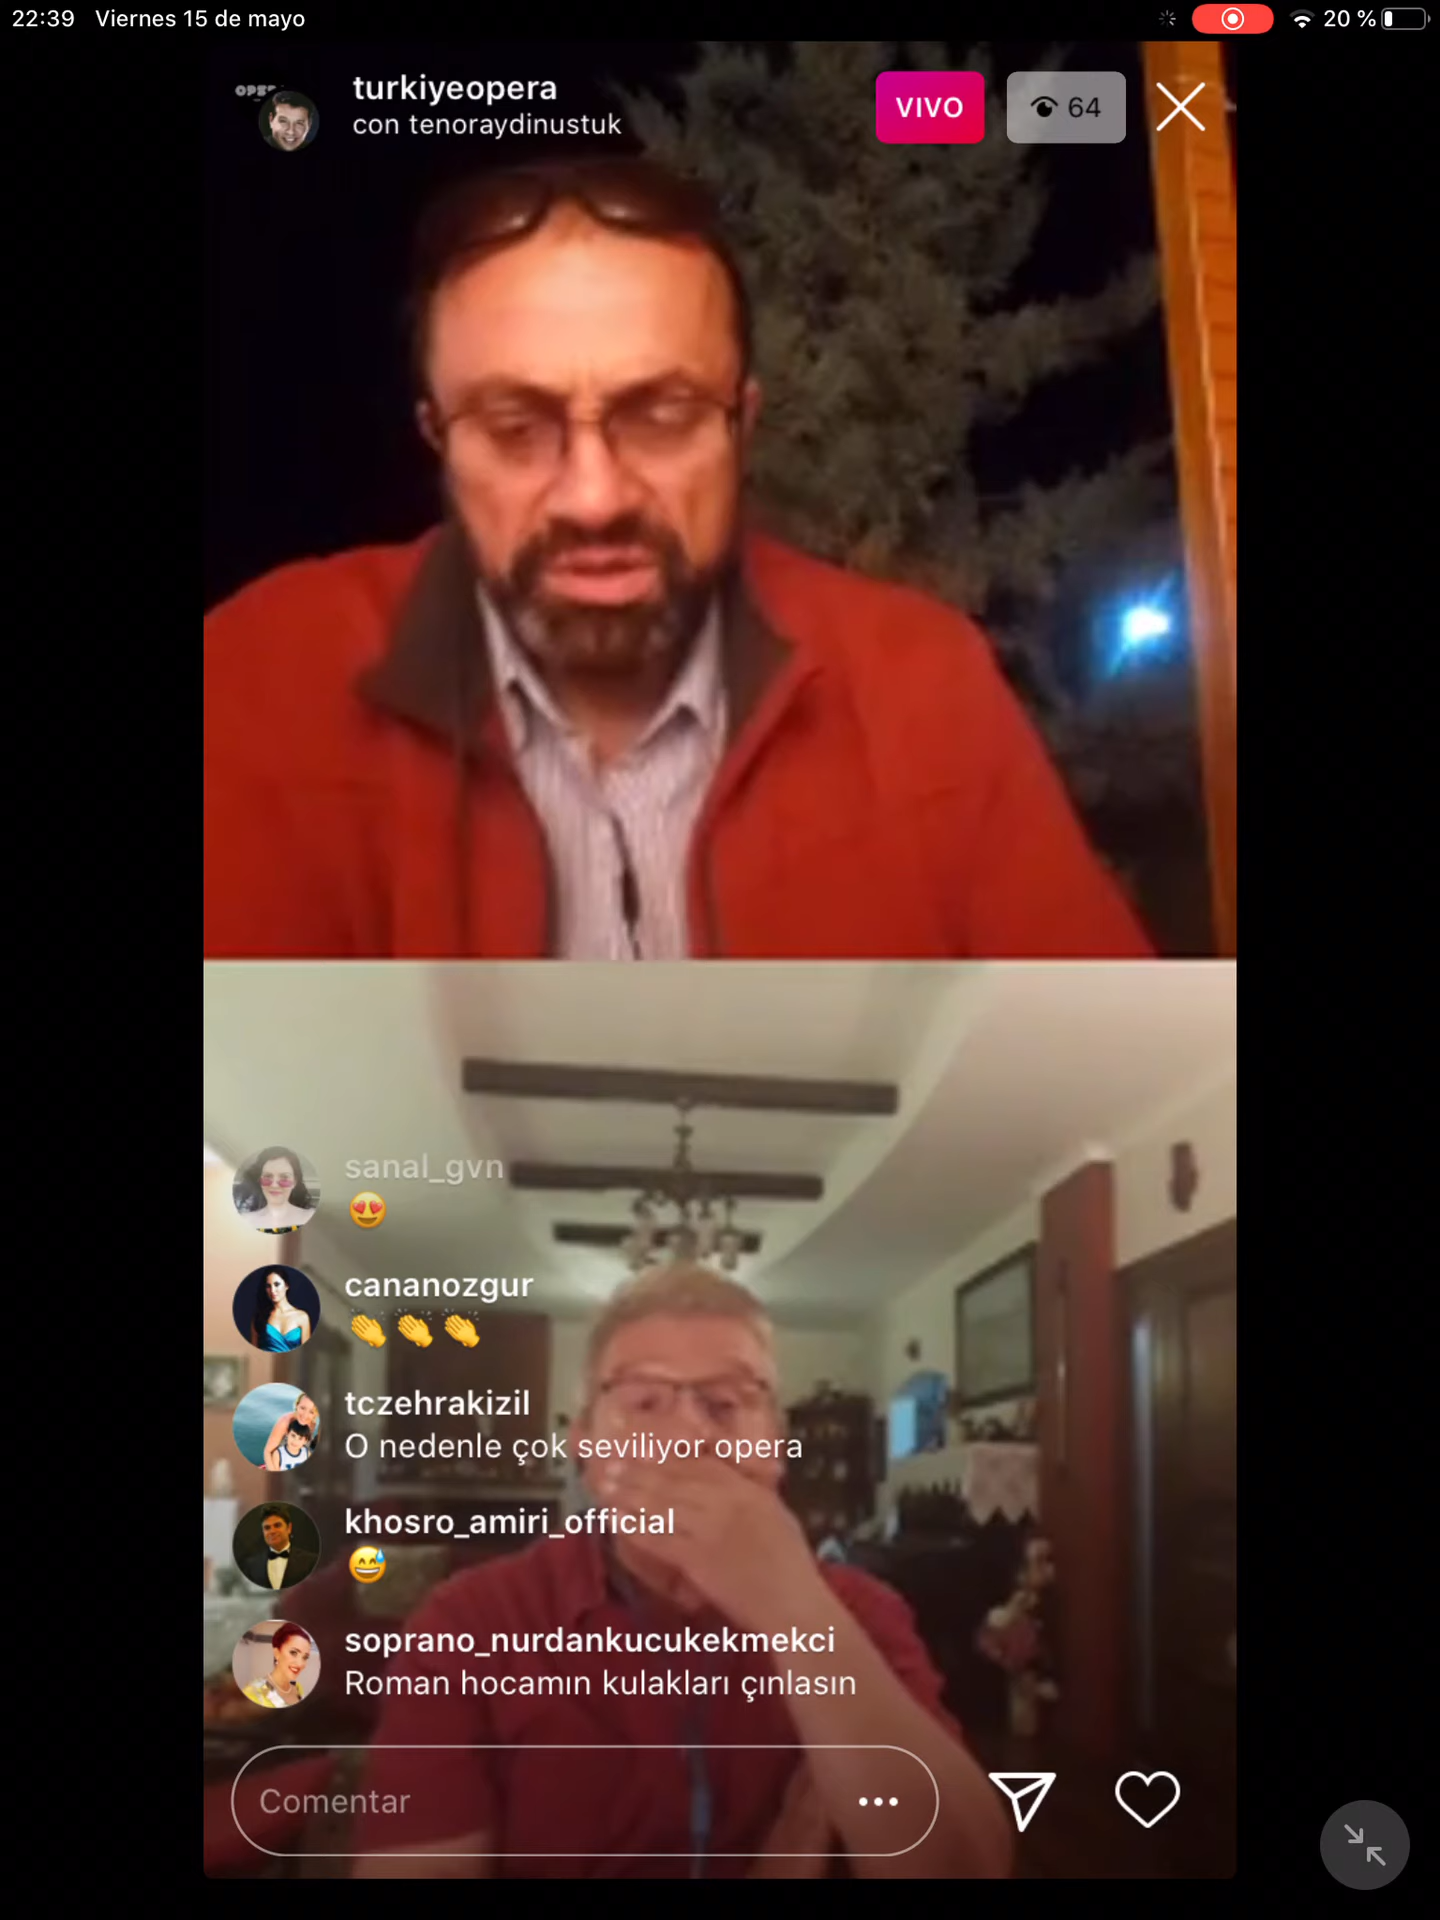 22:39 Viernes 15 de mayo
20 %
turkiyeopera
con tenoraydinustuk
VIVO
64
sanal_gvn
😍
cananozgur
👏👏👏
tczehrakizil
O nedenle çok seviliyor opera
khosro_amiri_official
😅
soprano_nurdankucukekmekci
Roman hocamın kulakları çınlasın
Comentar